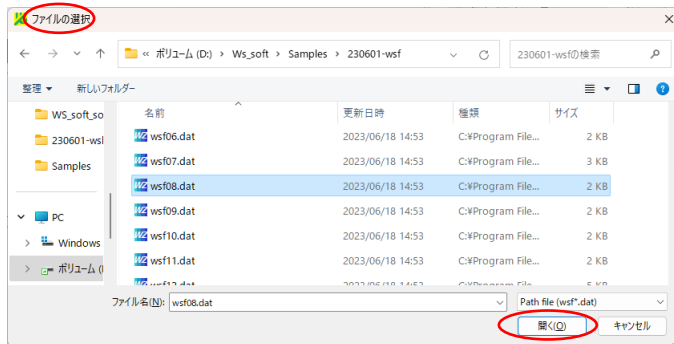 ファイルの選択
« ボリューム (D:) › Ws_soft › Samples › 230601-wsf
230601-wsfの検索
整理 新しいフォルダー
名前 更新日時 種類 サイズ
WS_soft_so
230601-wsl
Samples
PC
Windows
ボリューム (
wsf06.dat 2023/06/18 14:53 C:¥Program File... 2 KB
wsf07.dat 2023/06/18 14:53 C:¥Program File... 3 KB
wsf08.dat 2023/06/18 14:53 C:¥Program File... 2 KB
wsf09.dat 2023/06/18 14:53 C:¥Program File... 2 KB
wsf10.dat 2023/06/18 14:53 C:¥Program File... 2 KB
wsf11.dat 2023/06/18 14:53 C:¥Program File... 2 KB
ファイル名(N): wsf08.dat Path file (wsf*.dat)
開く(O) キャンセル